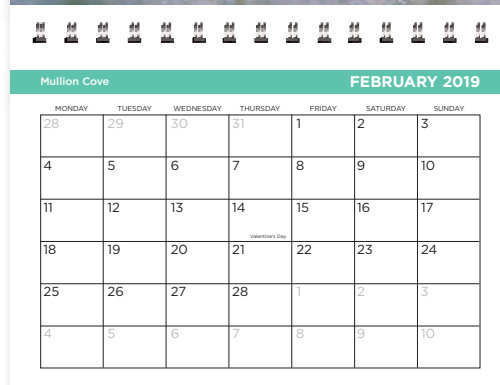 Mullion Cove FEBRUARY 2019
MONDAY TUESDAY WEDNESDAY THURSDAY FRIDAY SATURDAY SUNDAY
28 29 30 31 1 2 3
4 5 6 7 8 9 10
11 12 13 14 15 16 17
Valentine's Day
18 19 20 21 22 23 24
25 26 27 28 1 2 3
4 5 6 7 8 9 10